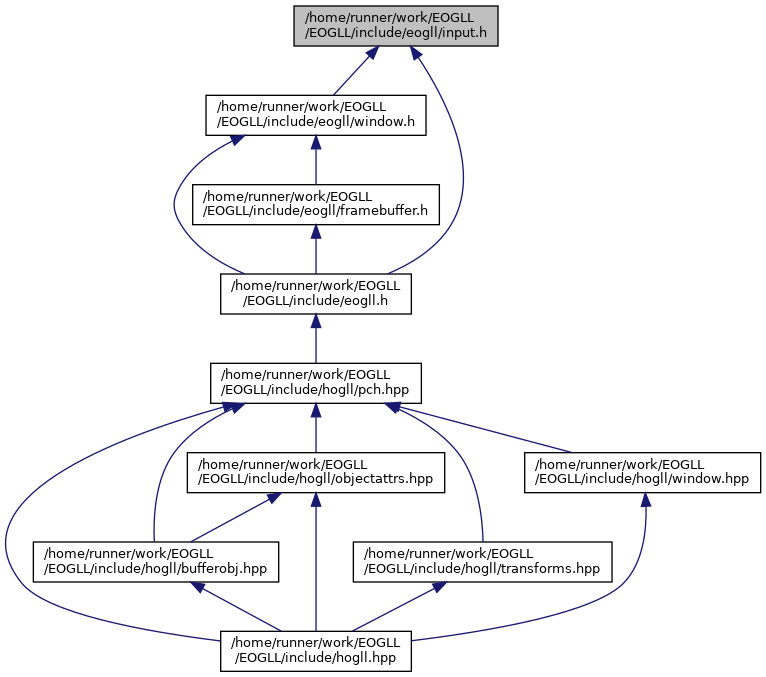 /home/runner/work/EOGLL
/EOGLL/include/eogll/input.h
/home/runner/work/EOGLL
/EOGLL/include/eogll/window.h
/home/runner/work/EOGLL
/EOGLL/include/eogll/framebuffer.h
/home/runner/work/EOGLL
/EOGLL/include/eogll.h
/home/runner/work/EOGLL
/EOGLL/include/hogll/pch.hpp
/home/runner/work/EOGLL
/EOGLL/include/hogll/objectattrs.hpp
/home/runner/work/EOGLL
/EOGLL/include/hogll/window.hpp
/home/runner/work/EOGLL
/EOGLL/include/hogll/bufferobj.hpp
/home/runner/work/EOGLL
/EOGLL/include/hogll/transforms.hpp
/home/runner/work/EOGLL
/EOGLL/include/hogll.hpp